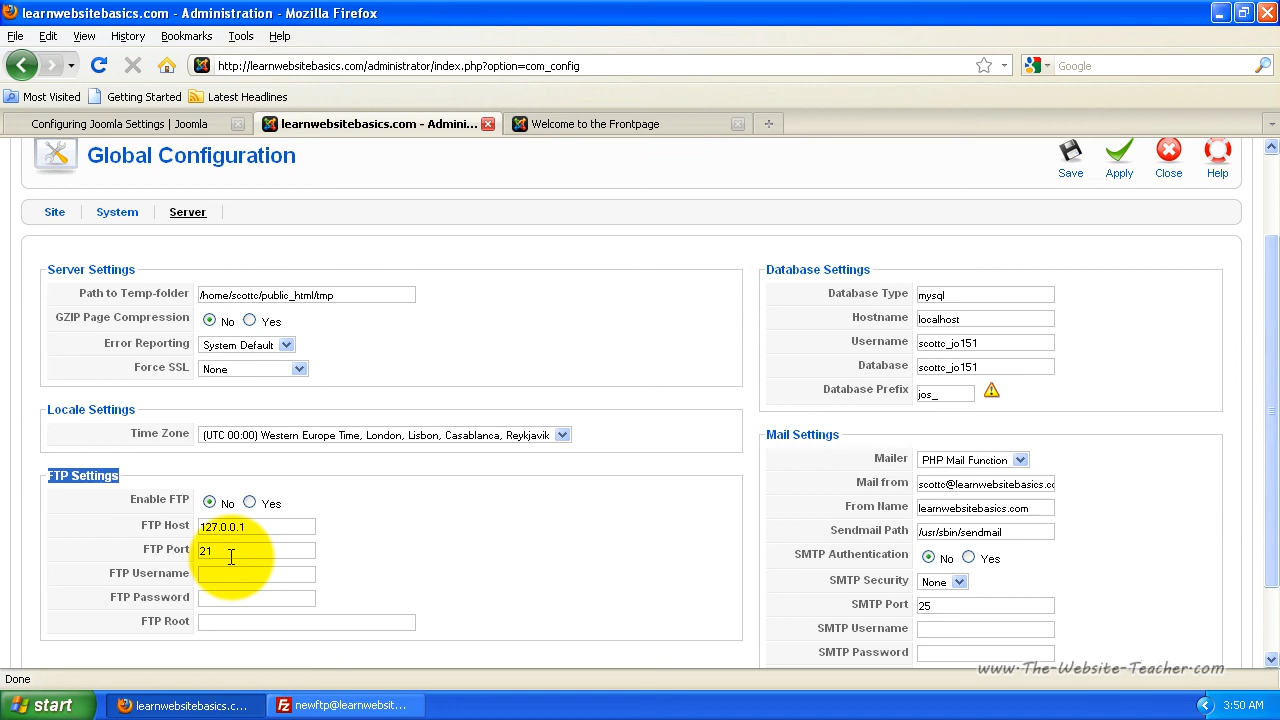 learnwebsitebasics.com - Administration - Mozilla Firefox
File Edit View History Bookmarks Tools Help
http://learnwebsitebasics.com/administrator/index.php?option=com_config
Google
Most Visited Getting Started Latest Headlines
Configuring Joomla Settings | Joomla
learnwebsitebasics.com - Admini...
Welcome to the Frontpage
Global Configuration
Save Apply Close Help
Site System Server
Server Settings
Path to Temp-folder /home/scottc/public_html/tmp
GZIP Page Compression No Yes
Error Reporting System Default
Force SSL None
Locale Settings
Time Zone (UTC 00:00) Western Europe Time, London, Lisbon, Casablanca, Reykjavik
FTP Settings
Enable FTP No Yes
FTP Host 127.0.0.1
FTP Port 21
FTP Username
FTP Password
FTP Root
Database Settings
Database Type mysql
Hostname localhost
Username scottc_jo151
Database scottc_jo151
Database Prefix jos_
Mail Settings
Mailer PHP Mail Function
Mail from scottc@learnwebsitebasics.cc
From Name learnwebsitebasics.com
Sendmail Path /usr/sbin/sendmail
SMTP Authentication No Yes
SMTP Security None
SMTP Port 25
SMTP Username
SMTP Password
www.The-Website-Teacher.com
Done
start
learnwebsitebasics.c...
newftp@learnwebsit...
3:50 AM